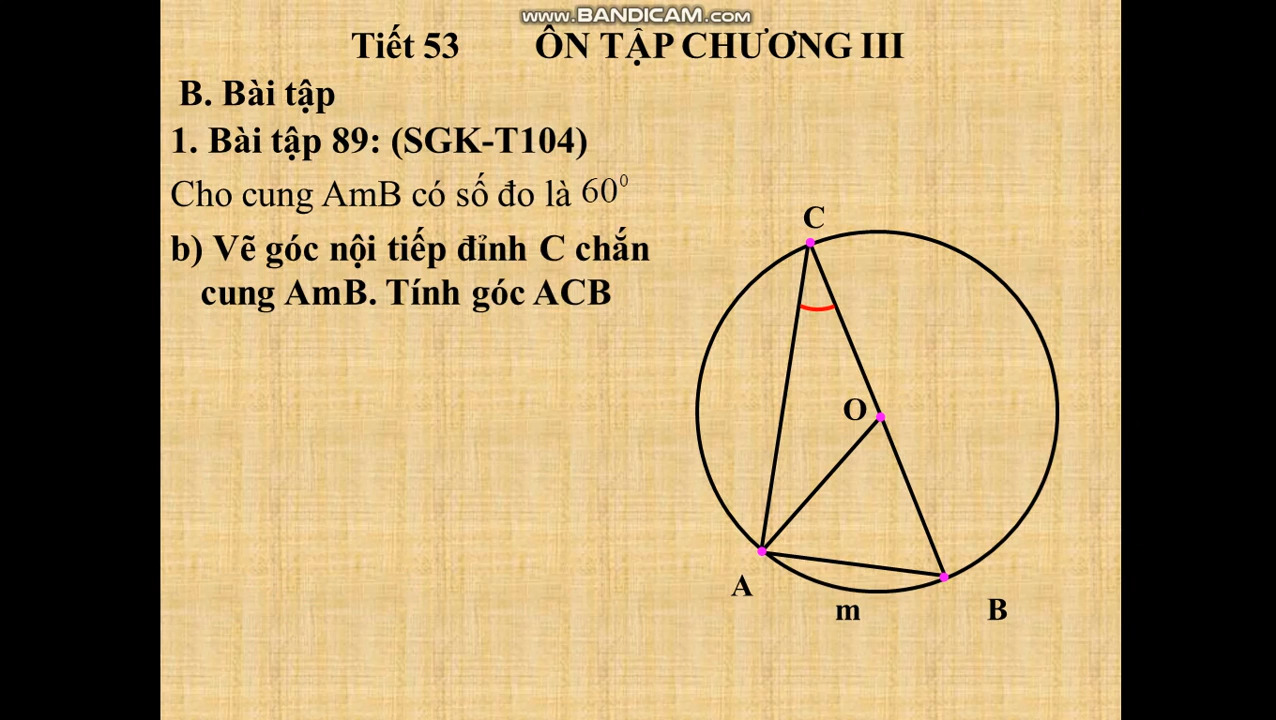 www.BANDICAM.com
Tiết 53 ÔN TẬP CHƯƠNG III
B. Bài tập
1. Bài tập 89: (SGK-T104)
Cho cung AmB có số đo là 60⁰
b) Vẽ góc nội tiếp đỉnh C chắn
cung AmB. Tính góc ACB
C
O
A
m
B